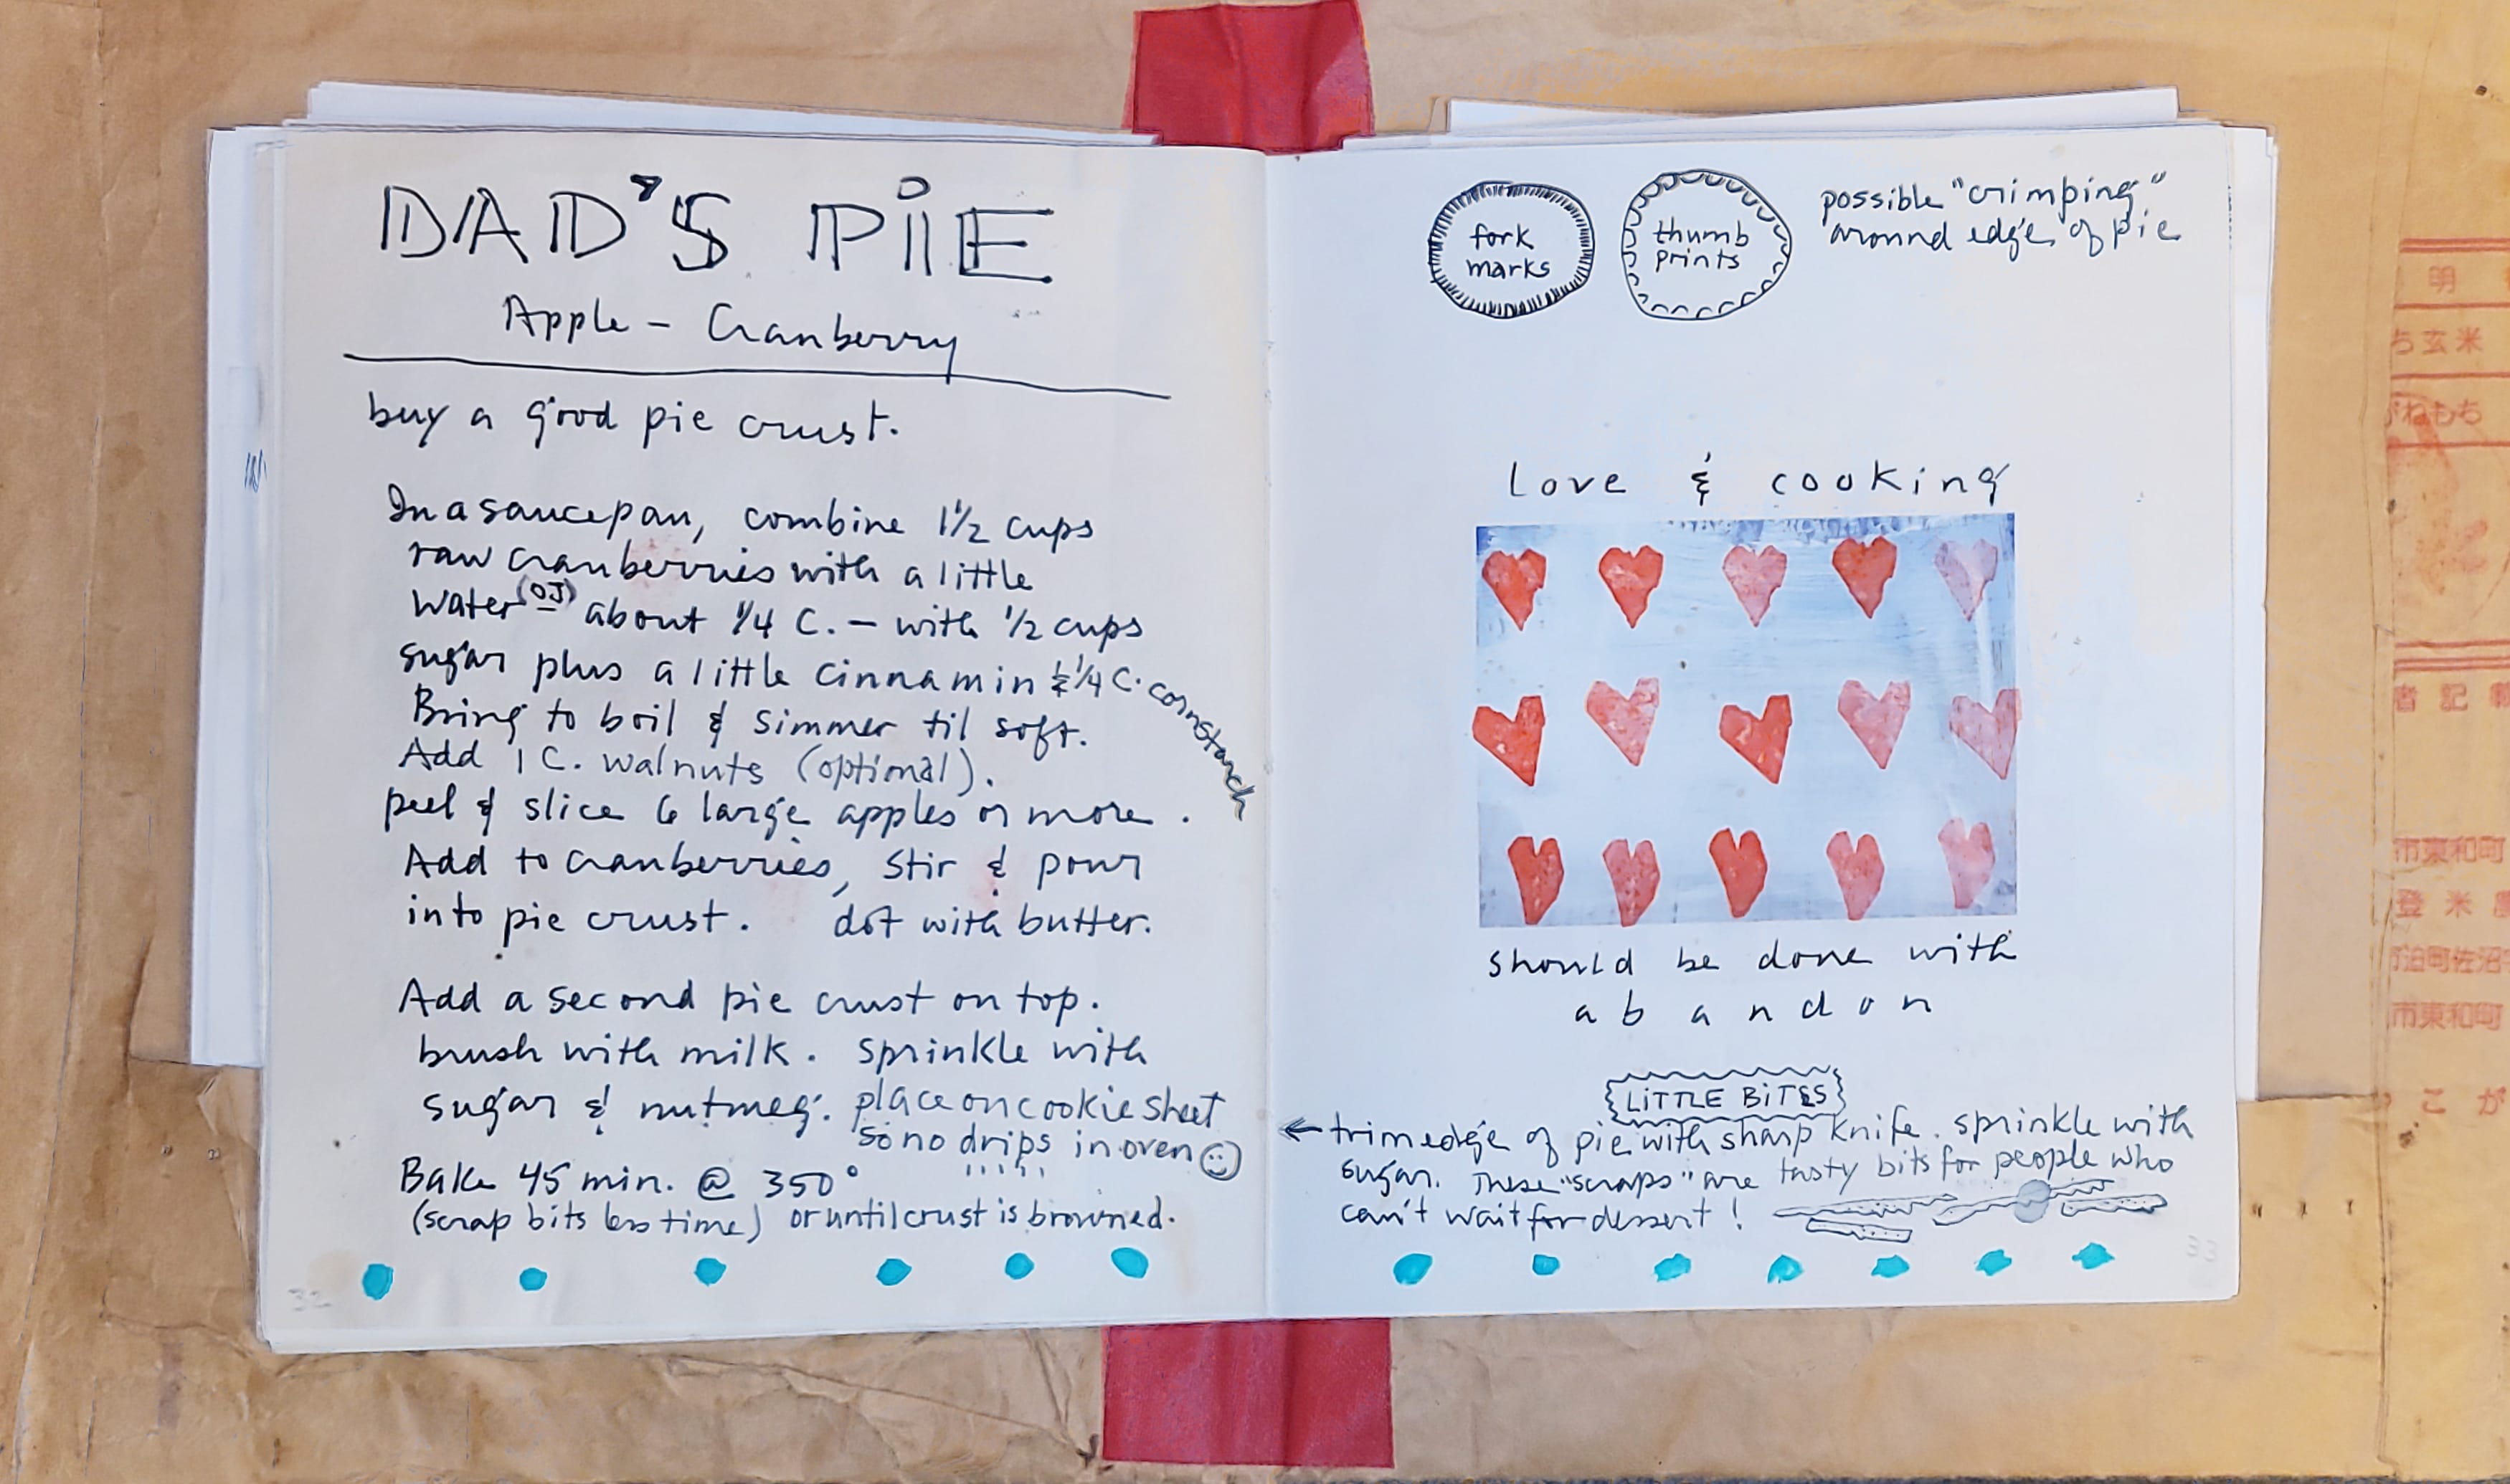 DAD'S PiE
Apple - Cranberry
buy a good pie crust.
In a saucepan, combine 1 1/2 cups
raw cranberries with a little
water (OJ) about 1/4 C. - with 1/2 cups
sugar plus a little cinnamin & 1/4 C. cornstarch
Bring to boil & simmer til soft.
Add 1 C. walnuts (optional).
peel & slice 6 large apples or more.
Add to cranberries, stir & pour
into pie crust. dot with butter.
Add a second pie crust on top.
brush with milk. sprinkle with
sugar & nutmeg. place on cookie sheet
so no drips in oven
Bake 45 min. @ 350°
(scrap bits less time) or until crust is browned.
32
fork
marks
thumb
prints
possible "crimping"
around edge of pie
love & cooking
should be done with
abandon
LiTTLE BiTES
← trim edge of pie with sharp knife. sprinkle with
sugar. These "scraps" are tasty bits for people who
can't wait for dessert!
33
明
ち玄米
がねもち
者記載
市東和町
登米
泊町佐沼
市東和町
こが